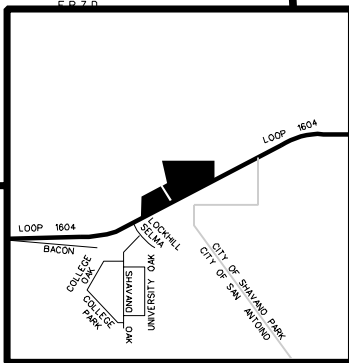 E.R.Z.D.
LOOP 1604
LOOP 1604
BACON
LOCKHILL
SELMA
COLLEGE
OAK
COLLEGE
PARK
SHAVANO
OAK
UNIVERSITY OAK
CITY OF SHAVANO PARK
CITY OF SAN ANTOINO